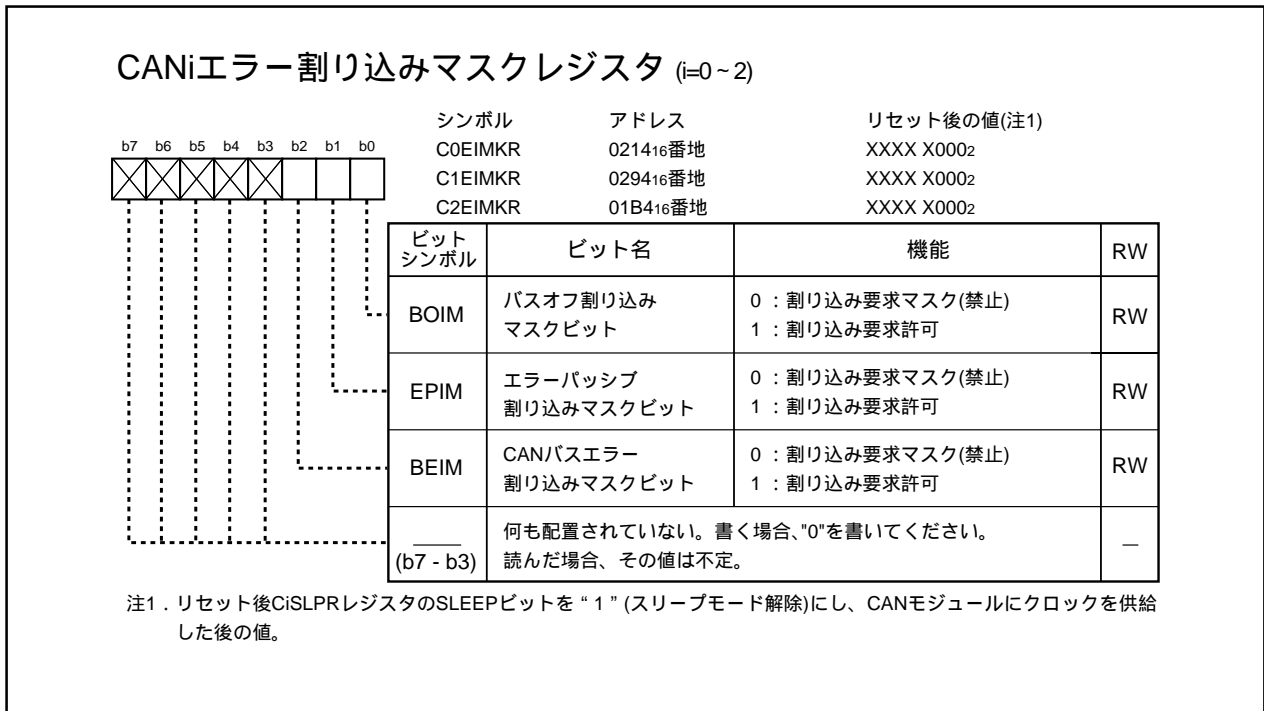 CANiエラー割り込みマスクレジスタ (i=0~2)
シンボル アドレス リセット後の値(注1)
C0EIMKR 021416番地 XXXX X0002
C1EIMKR 029416番地 XXXX X0002
C2EIMKR 01B416番地 XXXX X0002
b7 b6 b5 b4 b3 b2 b1 b0
ビット
シンボル
ビット名
機能
RW
BOIM
バスオフ割り込み
マスクビット
0 : 割り込み要求マスク(禁止)
1 : 割り込み要求許可
RW
EPIM
エラーパッシブ
割り込みマスクビット
0 : 割り込み要求マスク(禁止)
1 : 割り込み要求許可
RW
BEIM
CANバスエラー
割り込みマスクビット
0 : 割り込み要求マスク(禁止)
1 : 割り込み要求許可
RW
(b7 - b3)
何も配置されていない。書く場合、"0"を書いてください。
読んだ場合、その値は不定。
—
注1．リセット後CiSLPRレジスタのSLEEPビットを“1”(スリープモード解除)にし、CANモジュールにクロックを供給
した後の値。